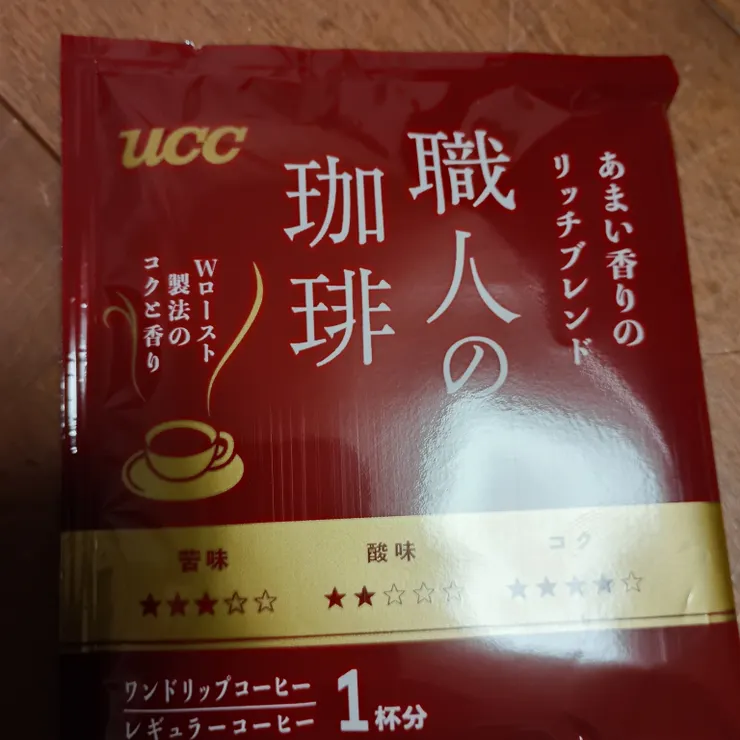 UCC
あまい香りの
リッチブレンド
職人の
珈琲
Wロースト
製法の
コクと香り
苦味
★★★☆☆
酸味
★★☆☆☆
コク
★★★★☆
ワンドリップコーヒー
レギュラーコーヒー
1杯分